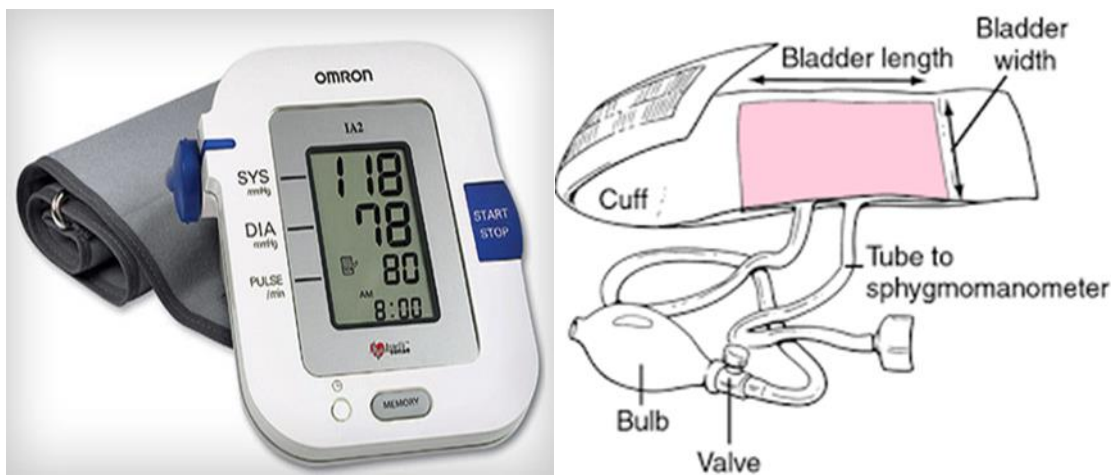 OMRON
IA2
SYS
mmHg
118
DIA
mmHg
78
PULSE
/min
80
AM
8:00
START
STOP
MEMORY
Bladder length
Bladder
width
Cuff
Tube to
sphygmomanometer
Bulb
Valve